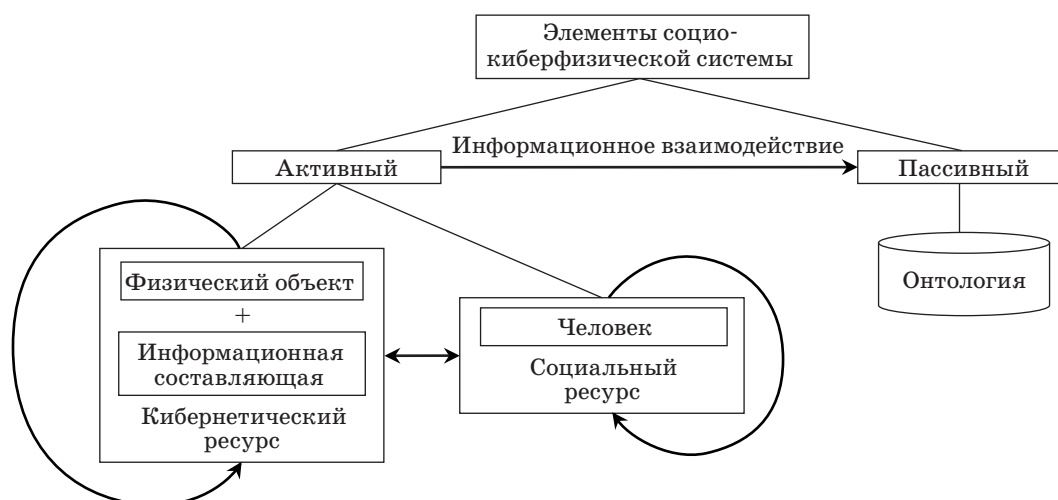 Элементы социо-
киберфизической системы
Информационное взаимодействие
Активный
Пассивный
Физический объект
+
Информационная
составляющая
Кибернетический
ресурс
Человек
Социальный
ресурс
Онтология